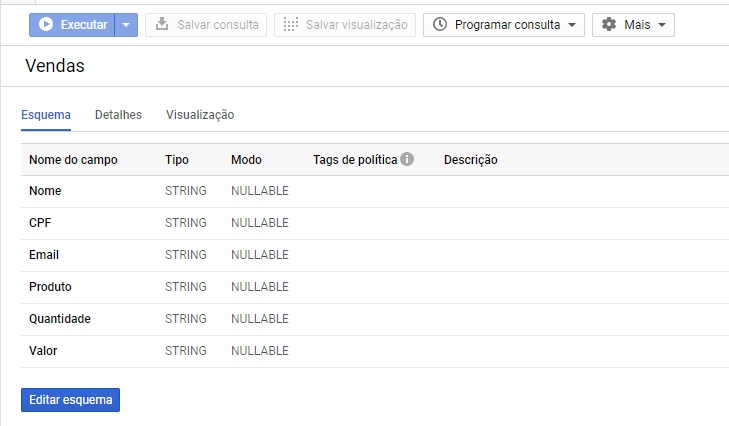 Executar Salvar consulta Salvar visualização Programar consulta Mais
Vendas
Esquema Detalhes Visualização
Nome do campo Tipo Modo Tags de política Descrição
Nome STRING NULLABLE
CPF STRING NULLABLE
Email STRING NULLABLE
Produto STRING NULLABLE
Quantidade STRING NULLABLE
Valor STRING NULLABLE
Editar esquema